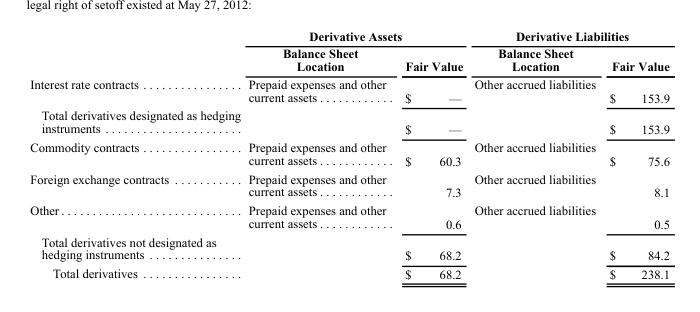 legal right of setoff existed at May 27, 2012:
Derivative Assets Derivative Liabilities
Balance Sheet Location Fair Value Balance Sheet Location Fair Value
Interest rate contracts . . . . . . . . . . . . . . . . Prepaid expenses and other Other accrued liabilities
current assets . . . . . . . . . . . . $ — $ 153.9
Total derivatives designated as hedging
instruments . . . . . . . . . . . . . . . . . . . . . . $ — $ 153.9
Commodity contracts . . . . . . . . . . . . . . . . Prepaid expenses and other Other accrued liabilities
current assets . . . . . . . . . . . . $ 60.3 $ 75.6
Foreign exchange contracts . . . . . . . . . . . Prepaid expenses and other Other accrued liabilities
current assets . . . . . . . . . . . . 7.3 8.1
Other . . . . . . . . . . . . . . . . . . . . . . . . . . . . . Prepaid expenses and other Other accrued liabilities
current assets . . . . . . . . . . . . 0.6 0.5
Total derivatives not designated as
hedging instruments . . . . . . . . . . . . . . . $ 68.2 $ 84.2
Total derivatives . . . . . . . . . . . . . . . . $ 68.2 $ 238.1